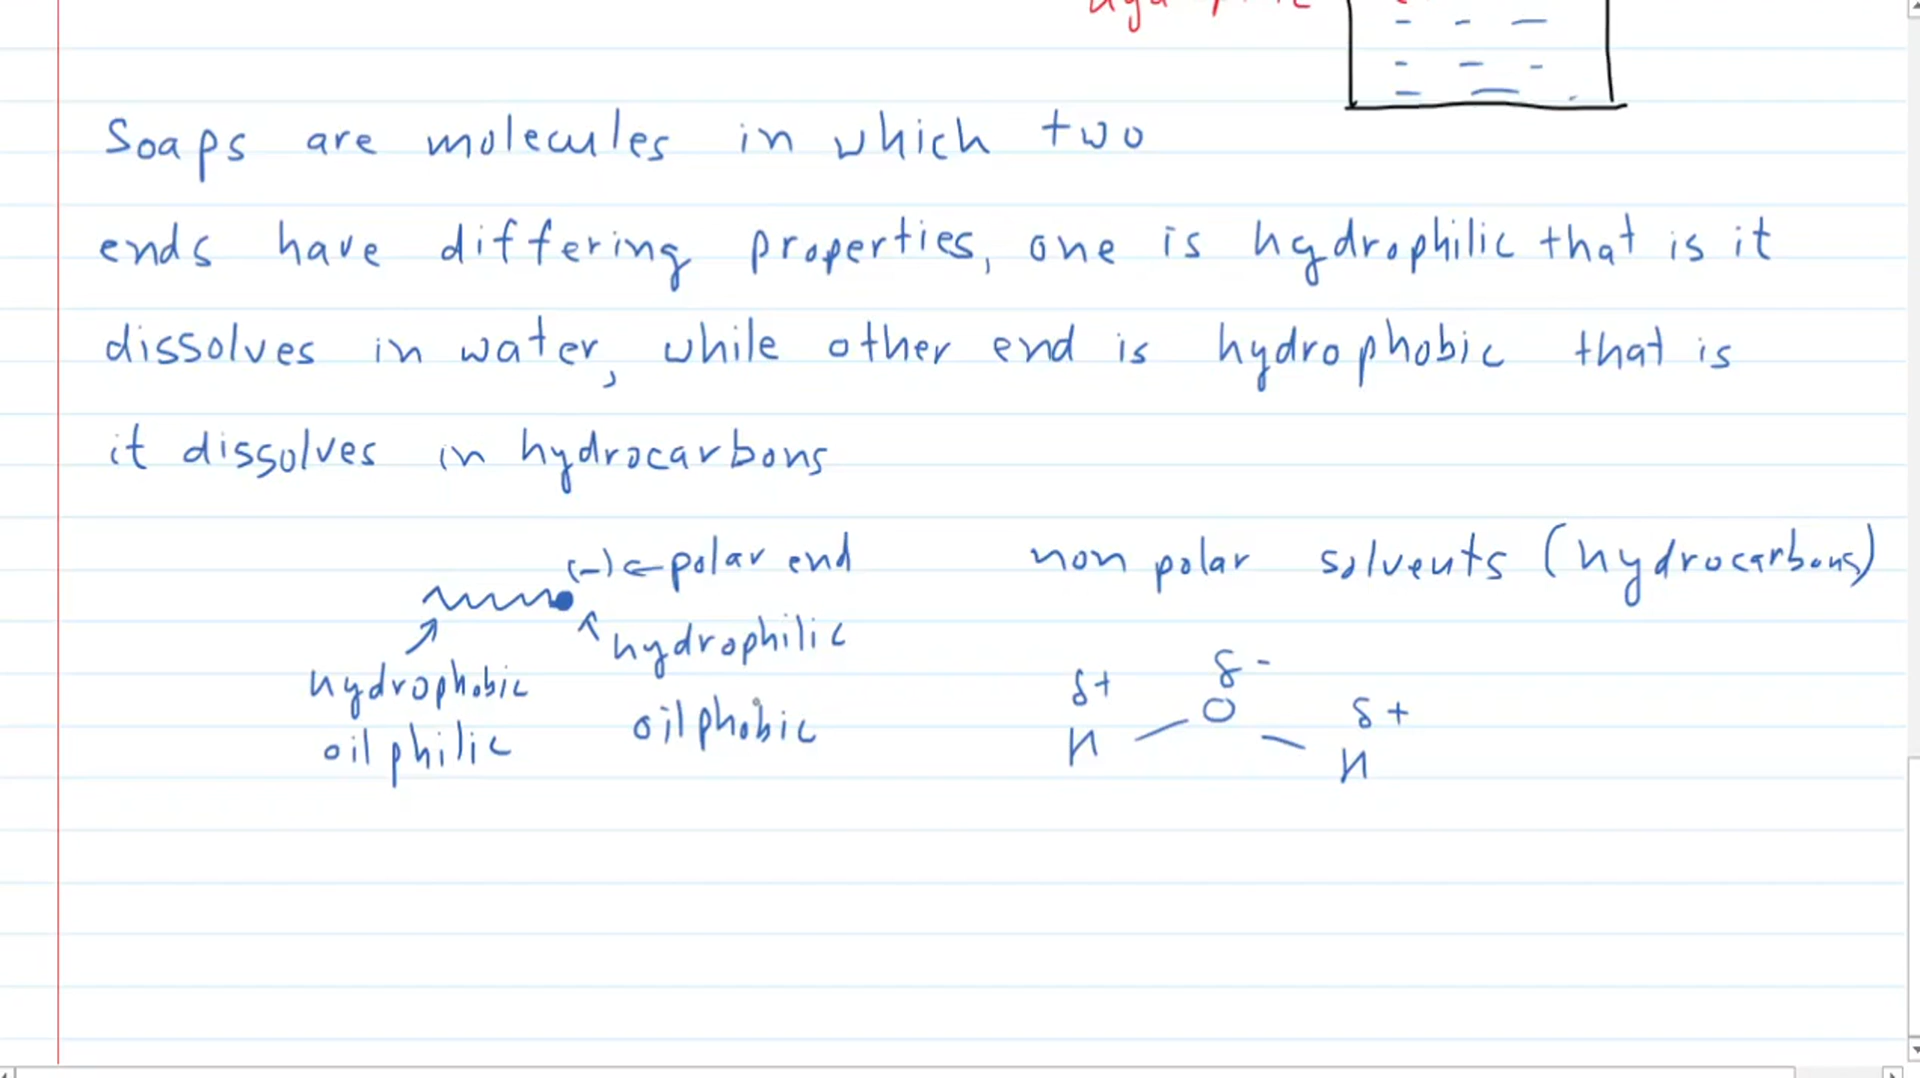 Soaps are molecules in which two
ends have differing properties, one is hydrophilic that is it
dissolves in water, while other end is hydrophobic that is
it dissolves in hydrocarbons
(-) ← polar end
hydrophilic
oil phobic
hydrophobic
oil philic
non polar solvents (hydrocarbons)
δ+ δ- δ+
H O H